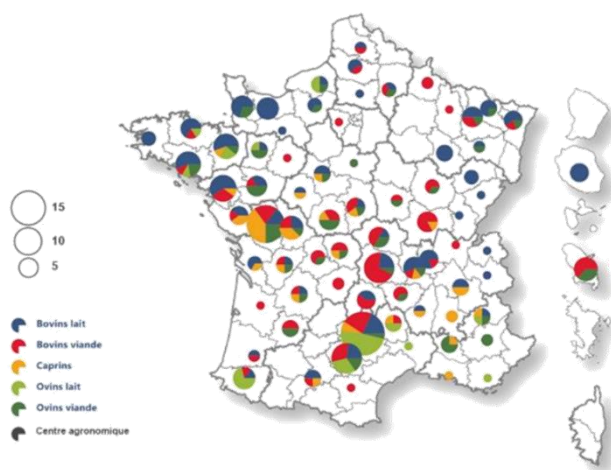 15
10
5
Bovins lait
Bovins viande
Caprins
Ovins lait
Ovins viande
Centre agronomique